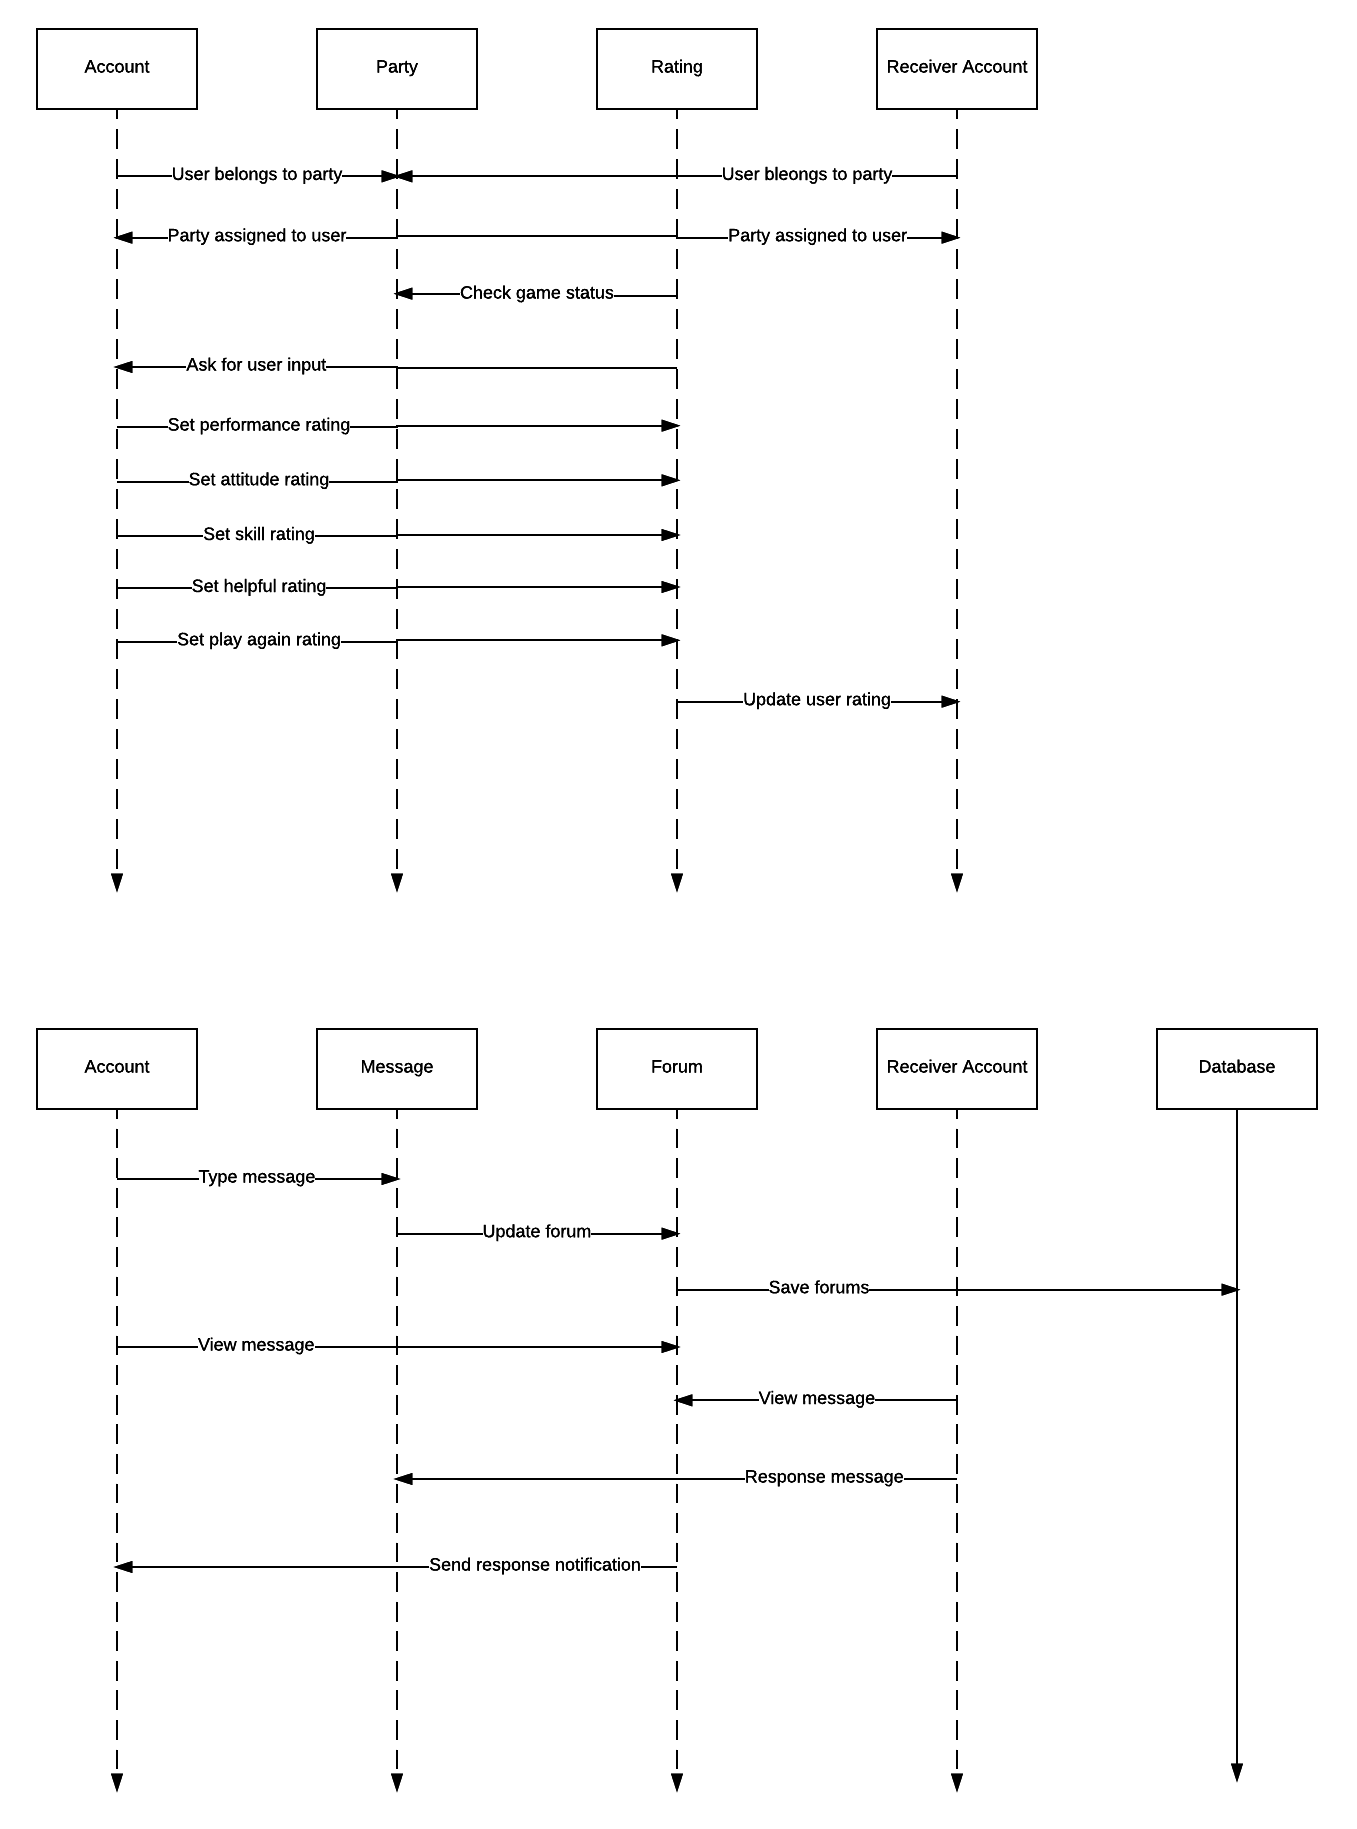 Account
Party
Rating
Receiver Account
User belongs to party
User bleongs to party
Party assigned to user
Party assigned to user
Check game status
Ask for user input
Set performance rating
Set attitude rating
Set skill rating
Set helpful rating
Set play again rating
Update user rating
Account
Message
Forum
Receiver Account
Database
Type message
Update forum
Save forums
View message
View message
Response message
Send response notification